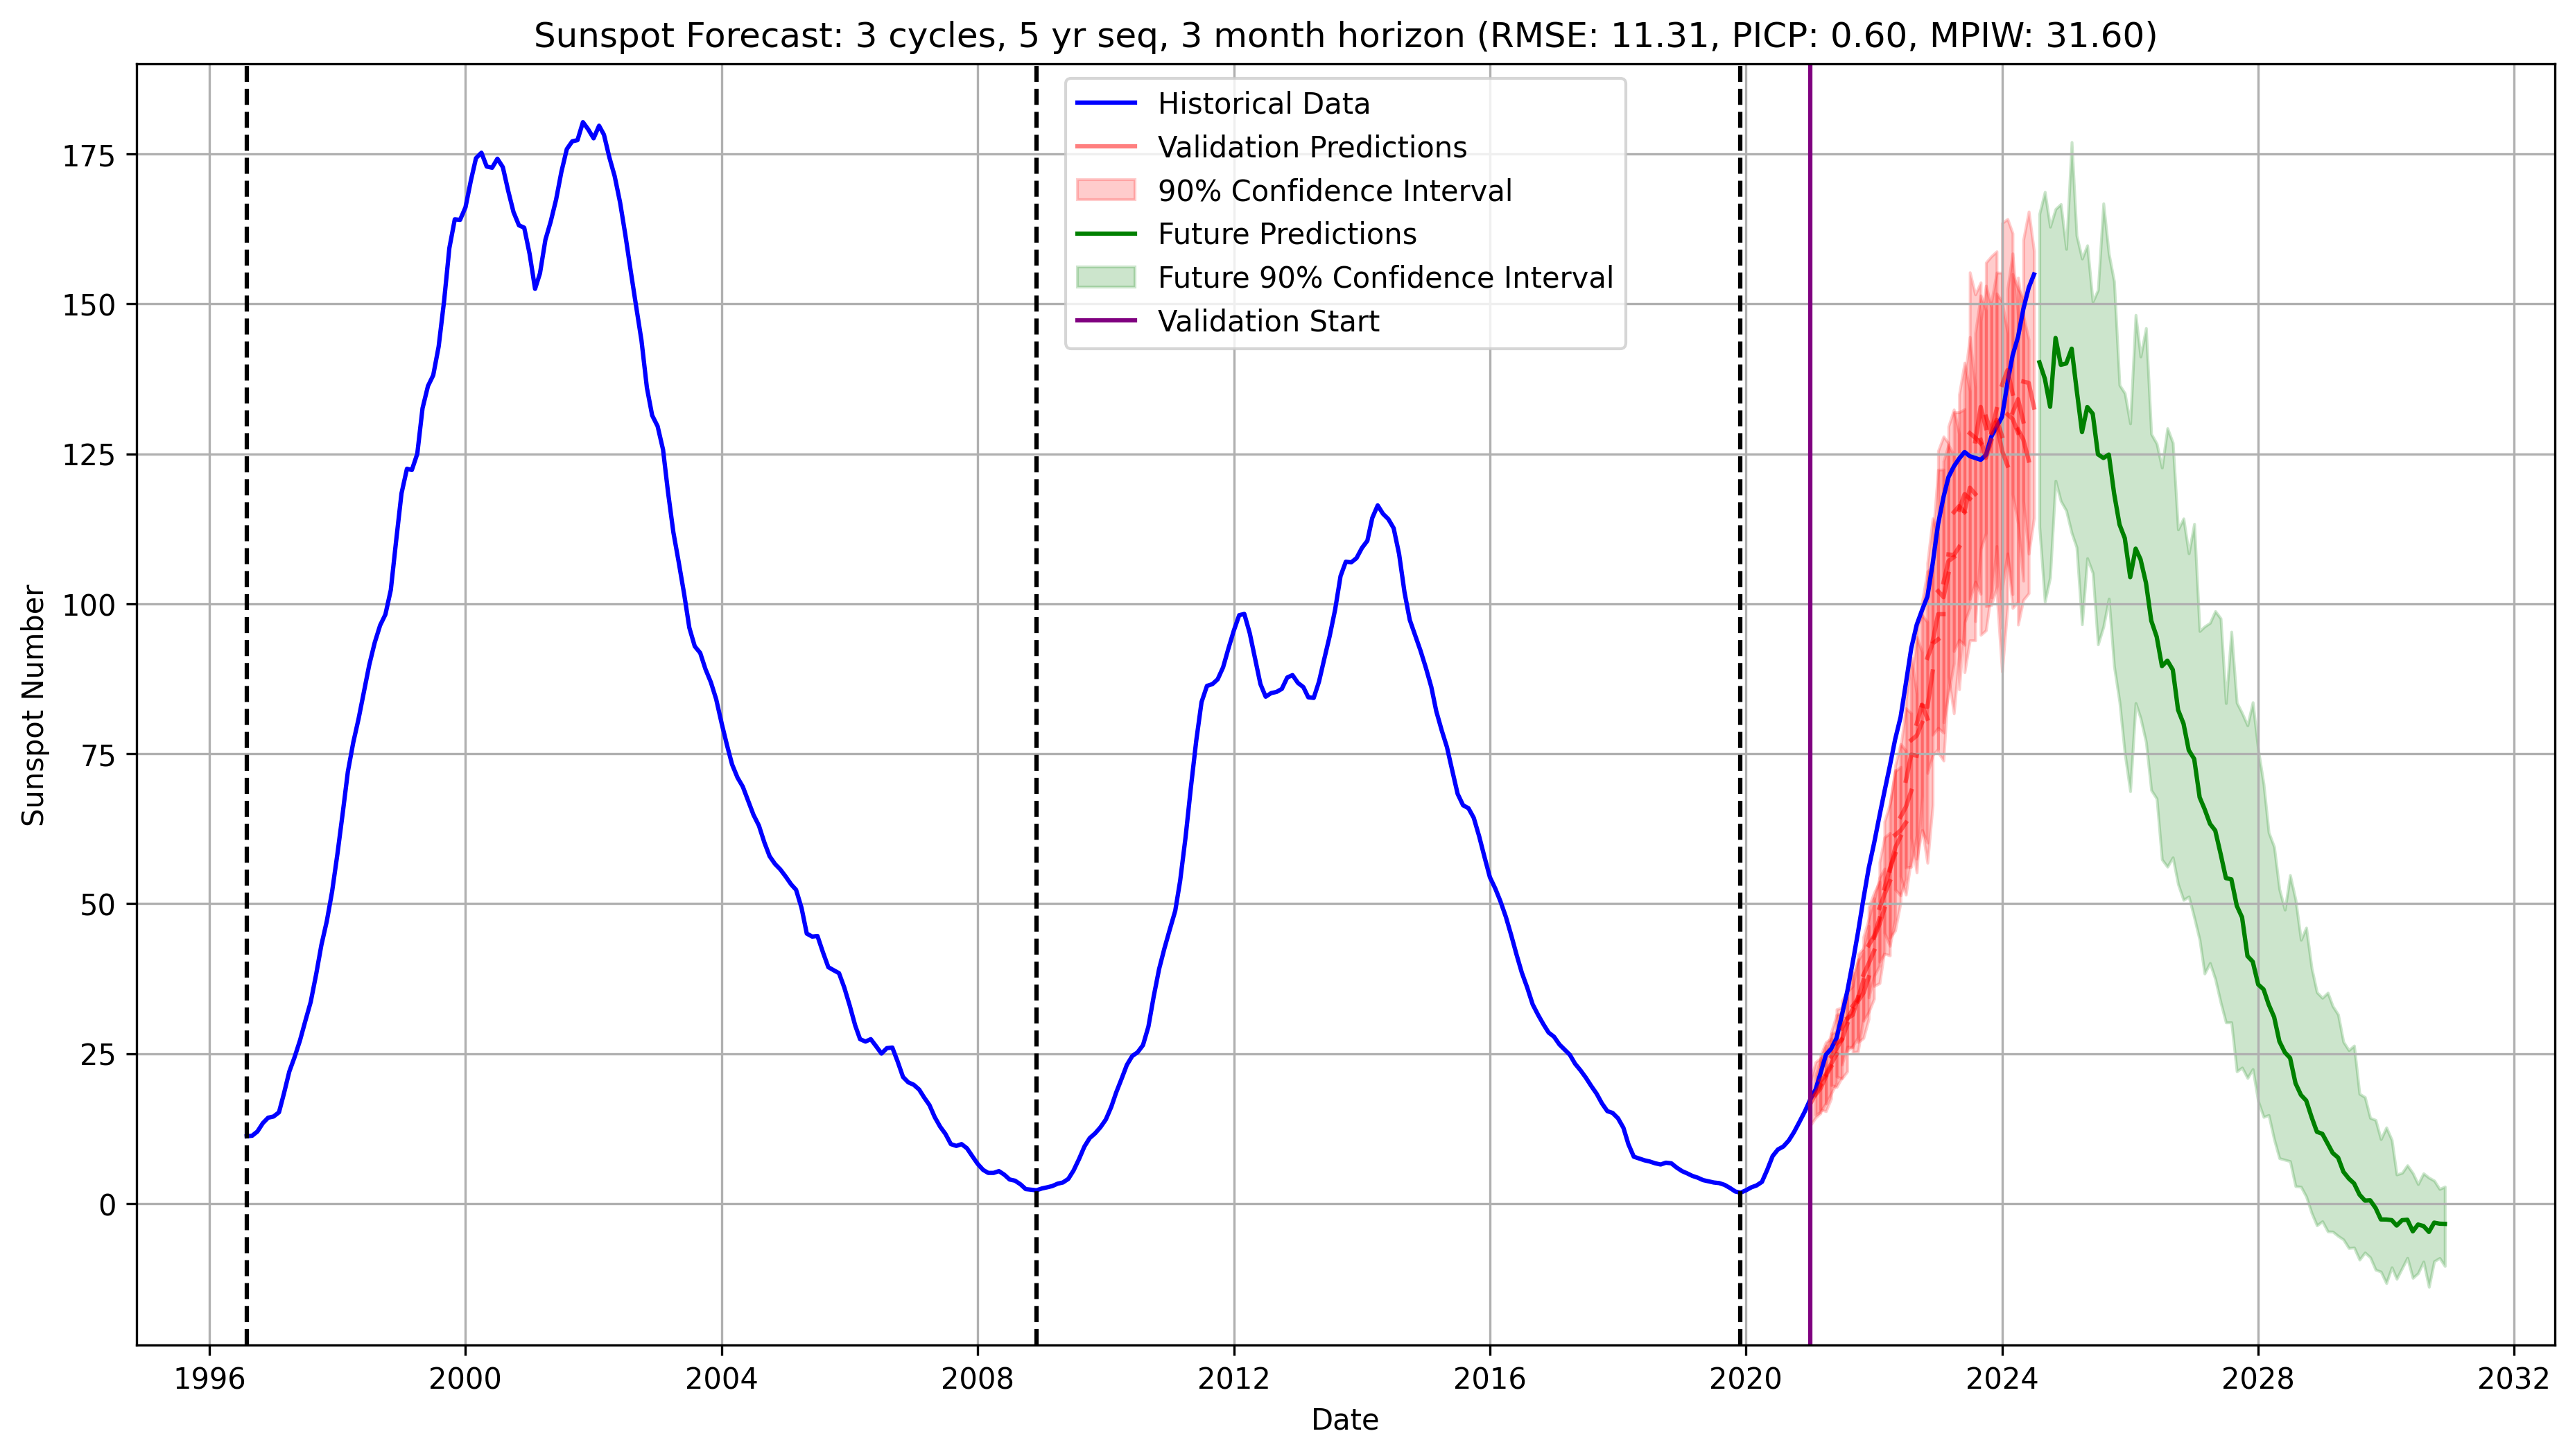 Sunspot Forecast: 3 cycles, 5 yr seq, 3 month horizon (RMSE: 11.31, PICP: 0.60, MPIW: 31.60)
Historical Data
Validation Predictions
90% Confidence Interval
Future Predictions
Future 90% Confidence Interval
Validation Start
Sunspot Number
175
150
125
100
75
50
25
0
1996 2000 2004 2008 2012 2016 2020 2024 2028 2032
Date